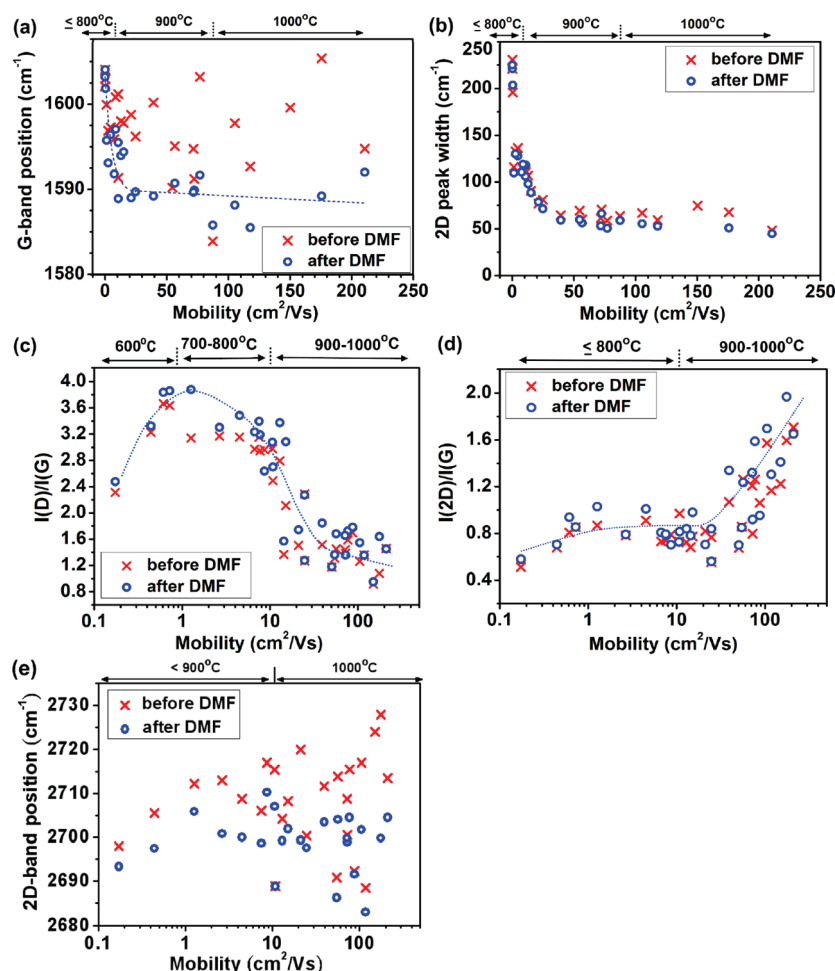 (a)
≤ 800°C 900°C 1000°C
G-band position (cm⁻¹)
1600
1590
1580
before DMF
after DMF
0 50 100 150 200 250
Mobility (cm²/Vs)
(b)
≤ 800°C 900°C 1000°C
2D peak width (cm⁻¹)
250
200
150
100
50
0
before DMF
after DMF
0 50 100 150 200 250
Mobility (cm²/Vs)
(c)
600°C 700-800°C 900-1000°C
I(D)/I(G)
4.0
3.6
3.2
2.8
2.4
2.0
1.6
1.2
0.8
before DMF
after DMF
0.1 1 10 100
Mobility (cm²/Vs)
(d)
≤ 800°C 900-1000°C
I(2D)/I(G)
2.0
1.6
1.2
0.8
0.4
before DMF
after DMF
0.1 1 10 100
Mobility (cm²/Vs)
(e)
< 900°C 1000°C
2D-band position (cm⁻¹)
2730
2720
2710
2700
2690
2680
before DMF
after DMF
0.1 1 10 100
Mobility (cm²/Vs)